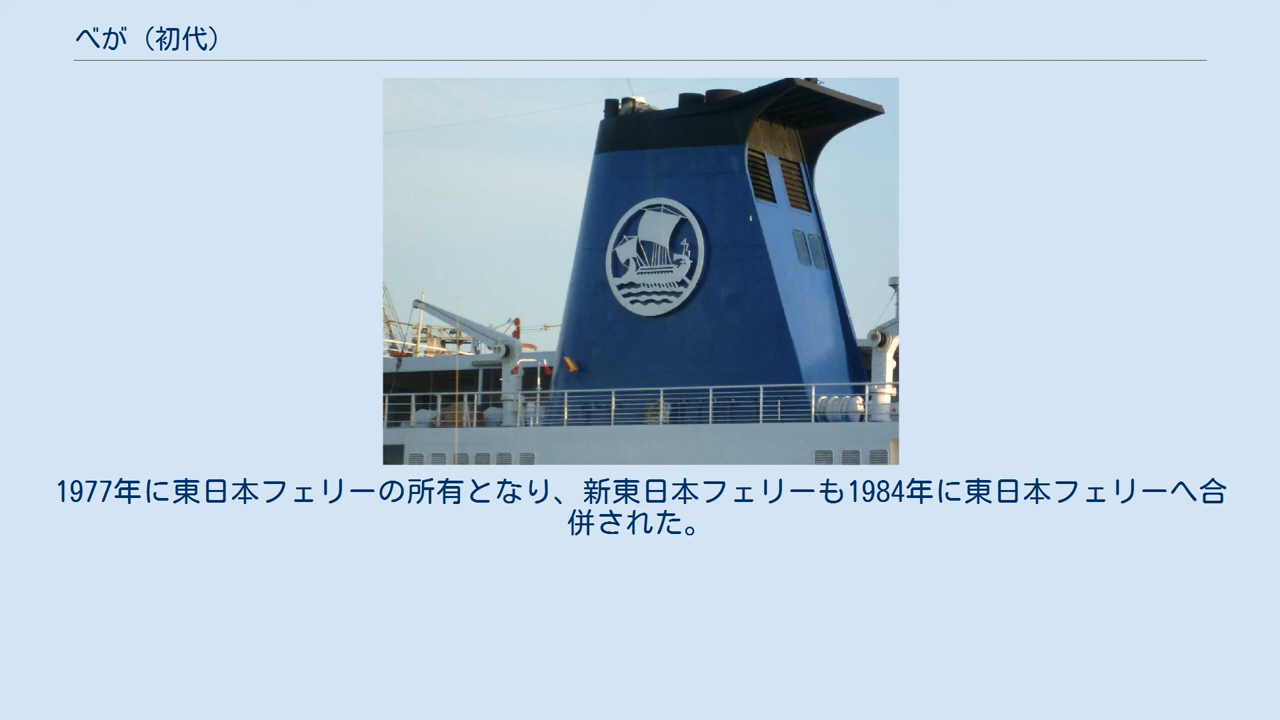 べが（初代）
1977年に東日本フェリーの所有となり、新東日本フェリーも1984年に東日本フェリーへ合
併された。